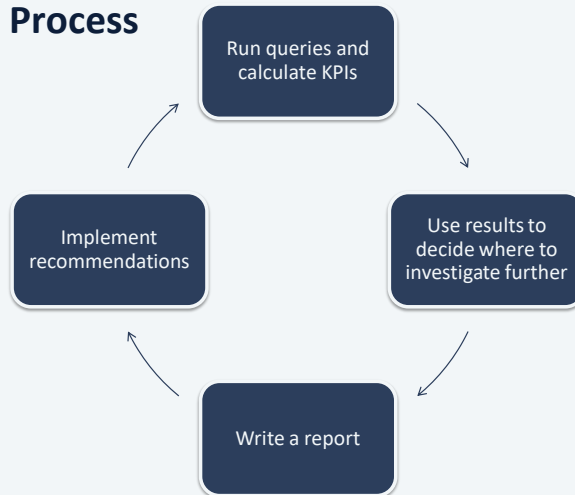 Process
Run queries and
calculate KPIs
Use results to
decide where to
investigate further
Write a report
Implement
recommendations